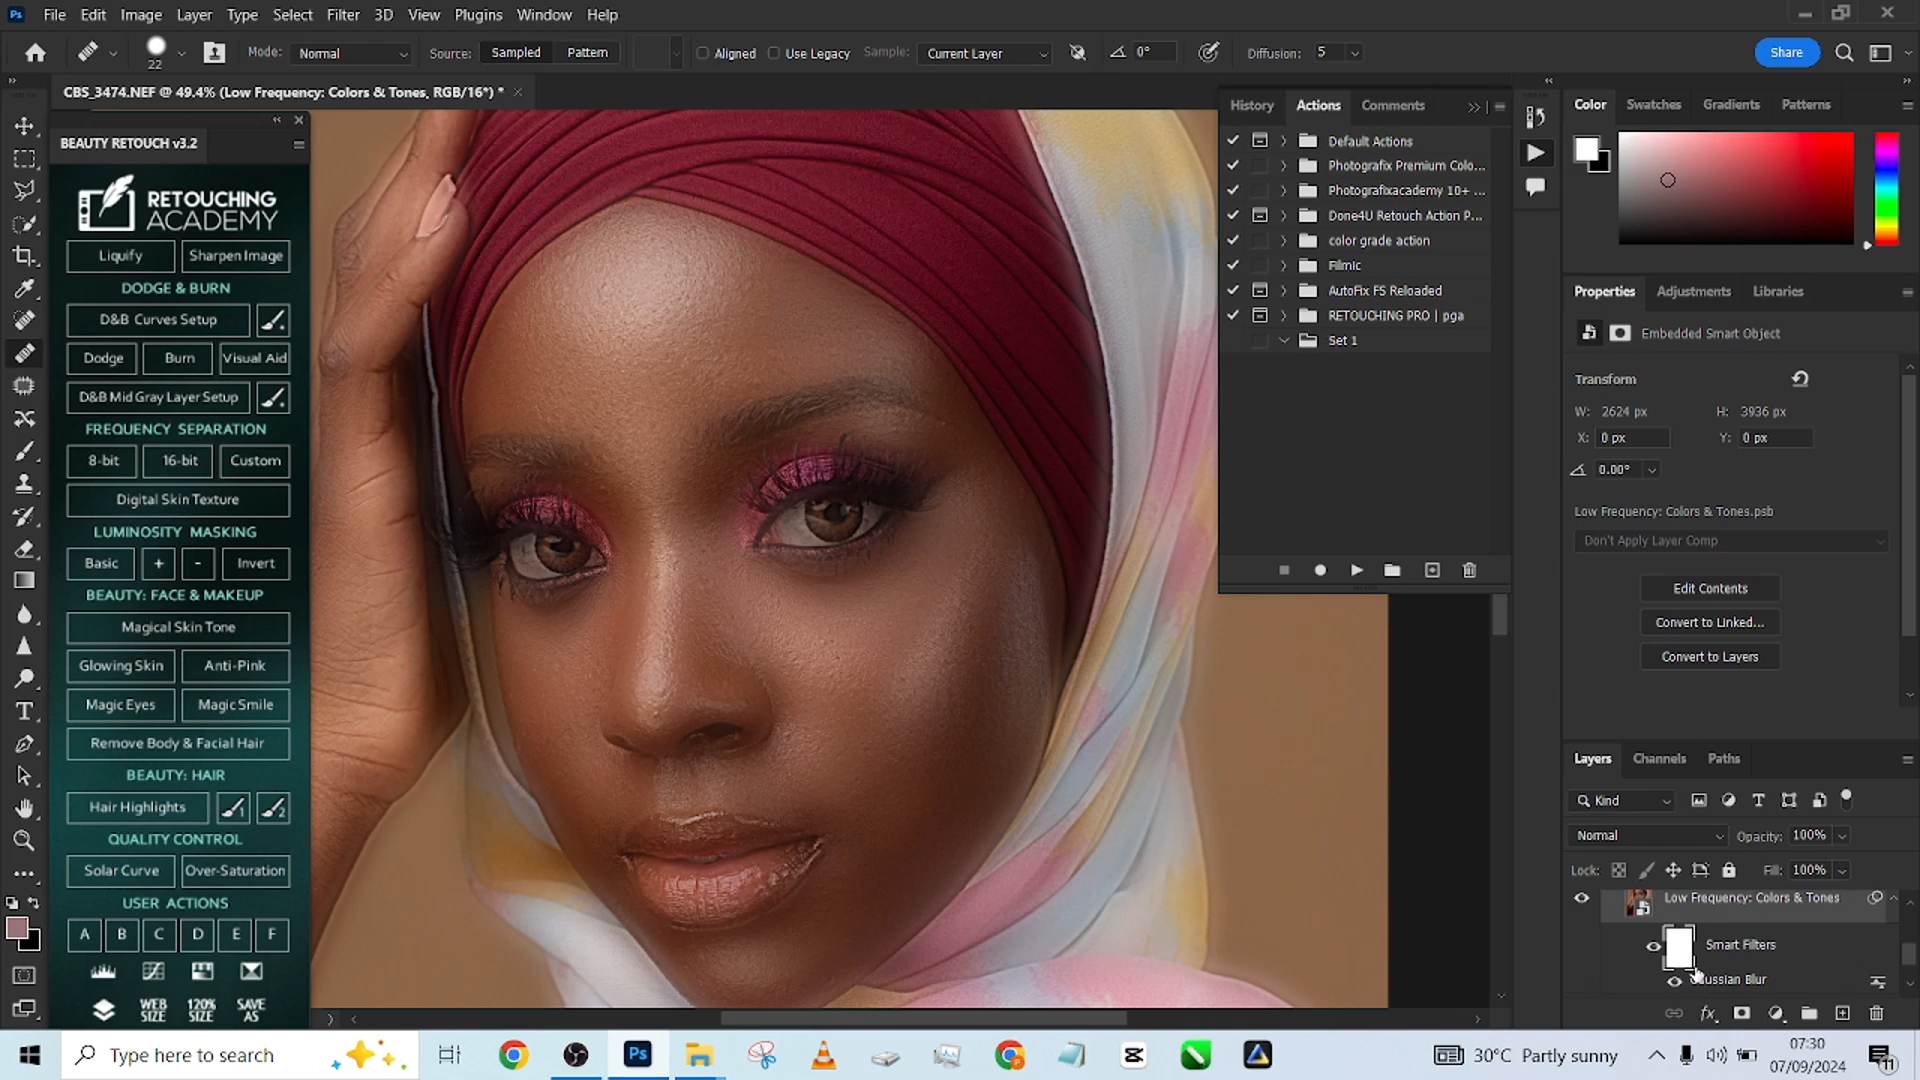 Ps File Edit Image Layer Type Select Filter 3D View Plugins Window Help
22 Mode: Normal Source: Sampled Pattern Aligned Use Legacy Sample: Current Layer 0° Diffusion: 5 Share
CBS_3474.NEF @ 49.4% (Low Frequency: Colors & Tones, RGB/16*) *
BEAUTY RETOUCH v3.2
RETOUCHING
ACADEMY
Liquify Sharpen Image
DODGE & BURN
D&B Curves Setup
Dodge Burn Visual Aid
D&B Mid Gray Layer Setup
FREQUENCY SEPARATION
8-bit 16-bit Custom
Digital Skin Texture
LUMINOSITY MASKING
Basic + - Invert
BEAUTY: FACE & MAKEUP
Magical Skin Tone
Glowing Skin Anti-Pink
Magic Eyes Magic Smile
Remove Body & Facial Hair
BEAUTY: HAIR
Hair Highlights 1 2
QUALITY CONTROL
Solar Curve Over-Saturation
USER ACTIONS
A B C D E F
WEB SIZE 120% SIZE SAVE AS
History Actions Comments
Default Actions
Photografix Premium Colo...
Photografixacademy 10+ ...
Done4U Retouch Action P...
color grade action
Filmic
AutoFix FS Reloaded
RETOUCHING PRO | pga
Set 1
Color Swatches Gradients Patterns
Properties Adjustments Libraries
Embedded Smart Object
Transform
W: 2624 px H: 3936 px
X: 0 px Y: 0 px
0.00°
Low Frequency: Colors & Tones.psb
Don't Apply Layer Comp
Edit Contents
Convert to Linked...
Convert to Layers
Layers Channels Paths
Kind
Normal Opacity: 100%
Lock: Fill: 100%
Low Frequency: Colors & Tones
Smart Filters
Gaussian Blur
fx
Type here to search
Ps
30°C Partly sunny
07:30
07/09/2024
11